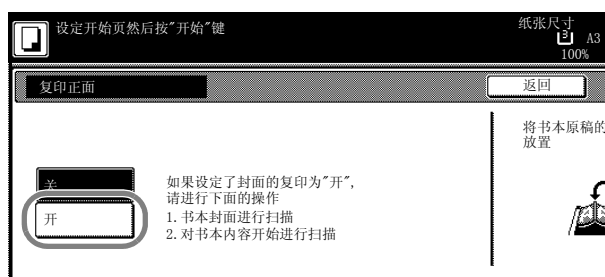 设定开始页然后按"开始"键
纸张尺寸
3 A3
100%
复印正面
返回
将书本原稿的
放置
关
开
如果设定了封面的复印为"开",
请进行下面的操作
1.书本封面进行扫描
2.对书本内容开始进行扫描